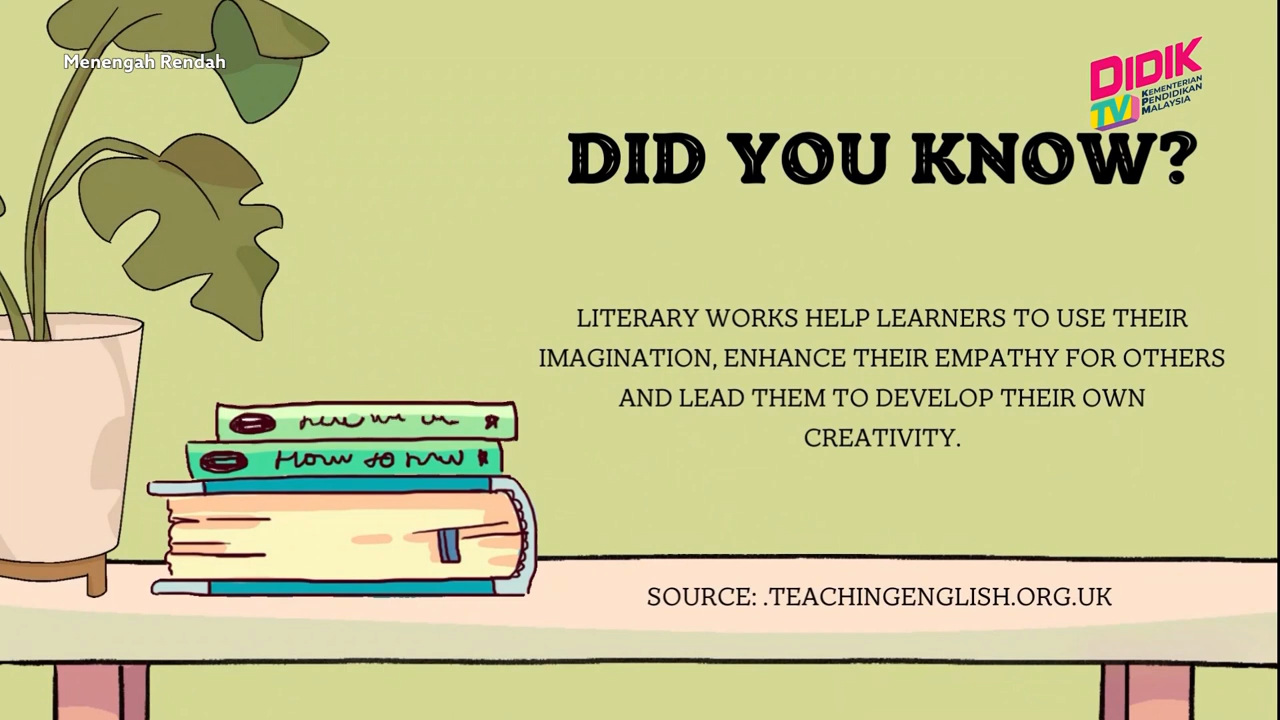 Menengah Rendah
DIDIK
TV
KEMENTERIAN
PENDIDIKAN
MALAYSIA
DID YOU KNOW?
LITERARY WORKS HELP LEARNERS TO USE THEIR
IMAGINATION, ENHANCE THEIR EMPATHY FOR OTHERS
AND LEAD THEM TO DEVELOP THEIR OWN
CREATIVITY.
How to
SOURCE: .TEACHINGENGLISH.ORG.UK